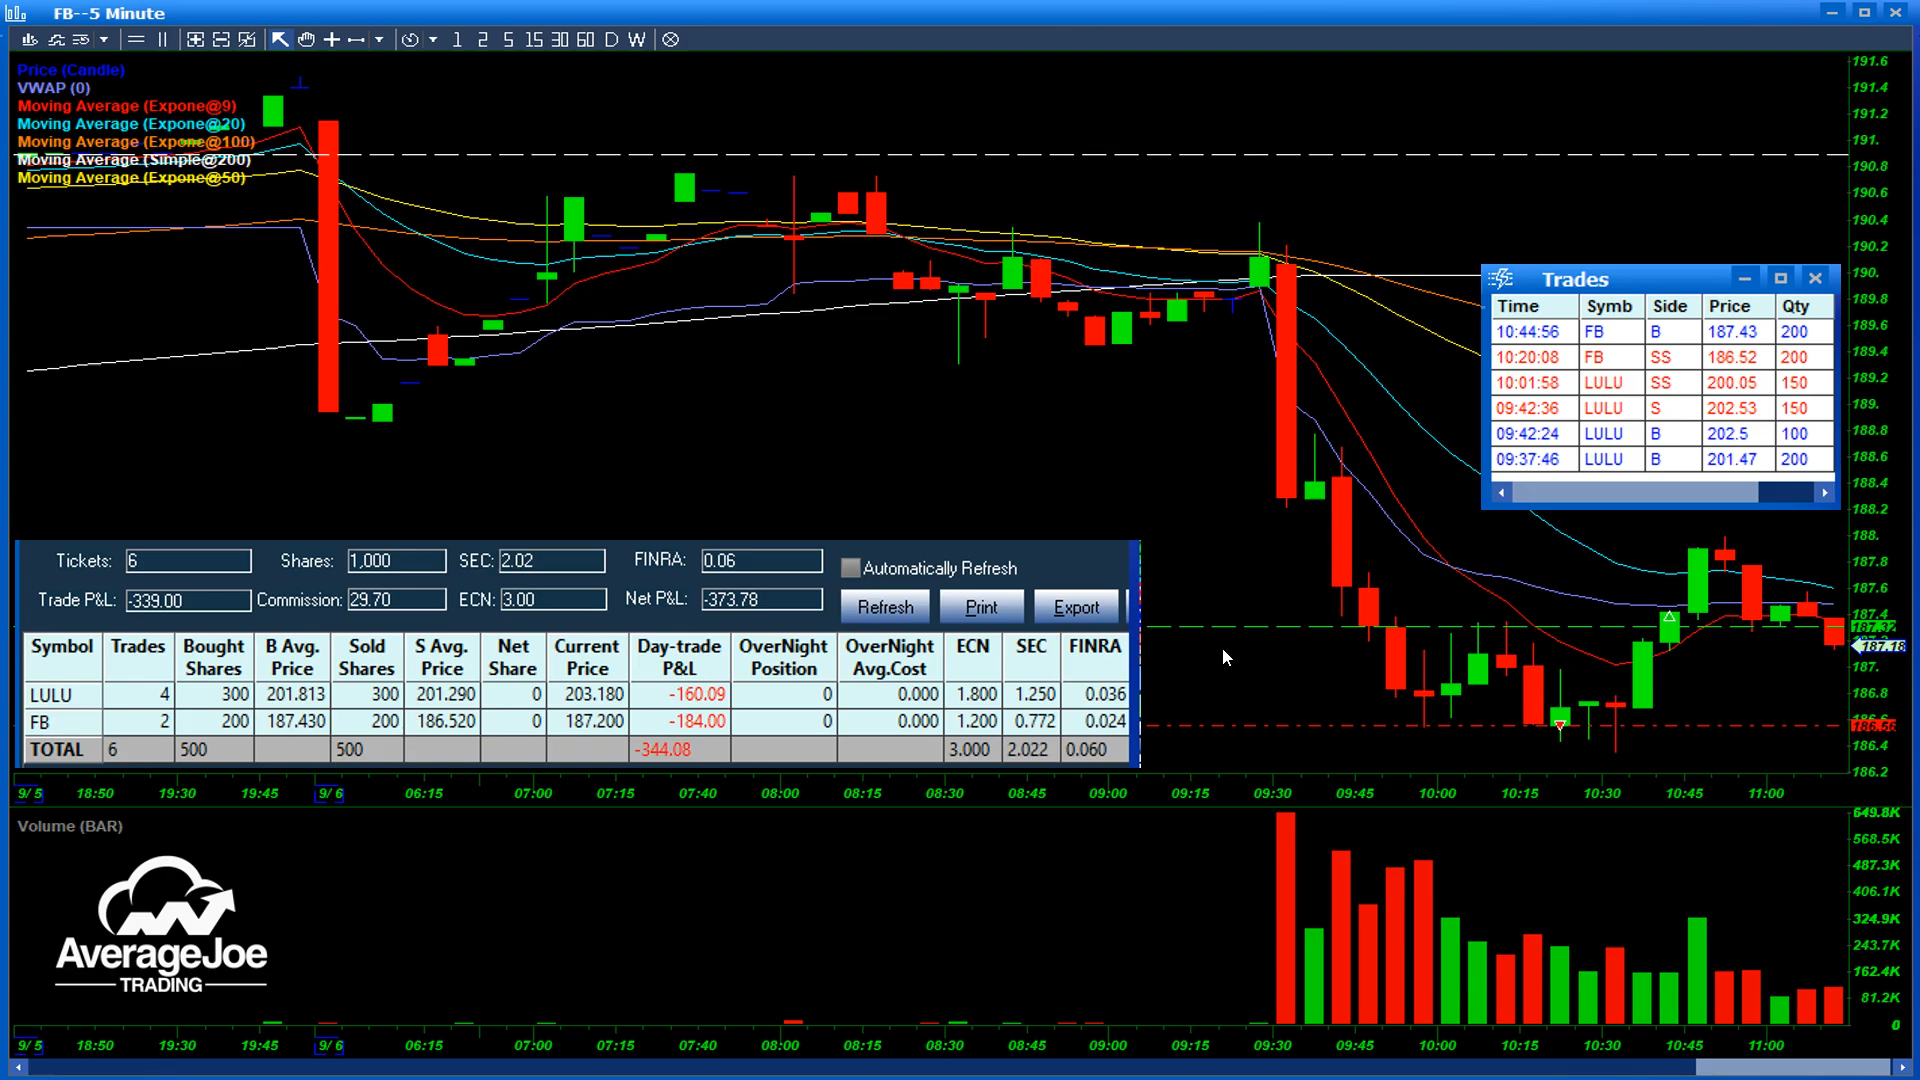 FB--5 Minute
1 2 5 15 30 60 D W
Price (Candle)
VWAP (0)
Moving Average (Expone@9)
Moving Average (Expone@20)
Moving Average (Expone@100)
Moving Average (Simple@200)
Moving Average (Expone@50)
191.6
191.4
191.2
191.
190.8
190.6
190.4
190.2
190.
189.8
189.6
189.4
189.2
189.
188.8
188.6
188.4
188.2
188.
187.8
187.6
187.4
187.32
187.18
187.
186.8
186.56
186.4
186.2
Trades
Time Symb Side Price Qty
10:44:56 FB B 187.43 200
10:20:08 FB SS 186.52 200
10:01:58 LULU SS 200.05 150
09:42:36 LULU S 202.53 150
09:42:24 LULU B 202.5 100
09:37:46 LULU B 201.47 200
Tickets: 6 Shares: 1,000 SEC: 2.02 FINRA: 0.06 Automatically Refresh
Trade P&L: -339.00 Commission: 29.70 ECN: 3.00 Net P&L: -373.78 Refresh Print Export
Symbol Trades Bought Shares B Avg. Price Sold Shares S Avg. Price Net Share Current Price Day-trade P&L OverNight Position OverNight Avg.Cost ECN SEC FINRA
LULU 4 300 201.813 300 201.290 0 203.180 -160.09 0 0.000 1.800 1.250 0.036
FB 2 200 187.430 200 186.520 0 187.200 -184.00 0 0.000 1.200 0.772 0.024
TOTAL 6 500 500 -344.08 3.000 2.022 0.060
9/5 18:50 19:30 19:45 9/6 06:15 07:00 07:15 07:40 08:00 08:15 08:30 08:45 09:00 09:15 09:30 09:45 10:00 10:15 10:30 10:45 11:00
Volume (BAR)
649.8K
568.5K
487.3K
406.1K
324.9K
243.7K
162.4K
81.2K
0
AverageJoe
TRADING
9/5 18:50 19:30 19:45 9/6 06:15 07:00 07:15 07:40 08:00 08:15 08:30 08:45 09:00 09:15 09:30 09:45 10:00 10:15 10:30 10:45 11:00